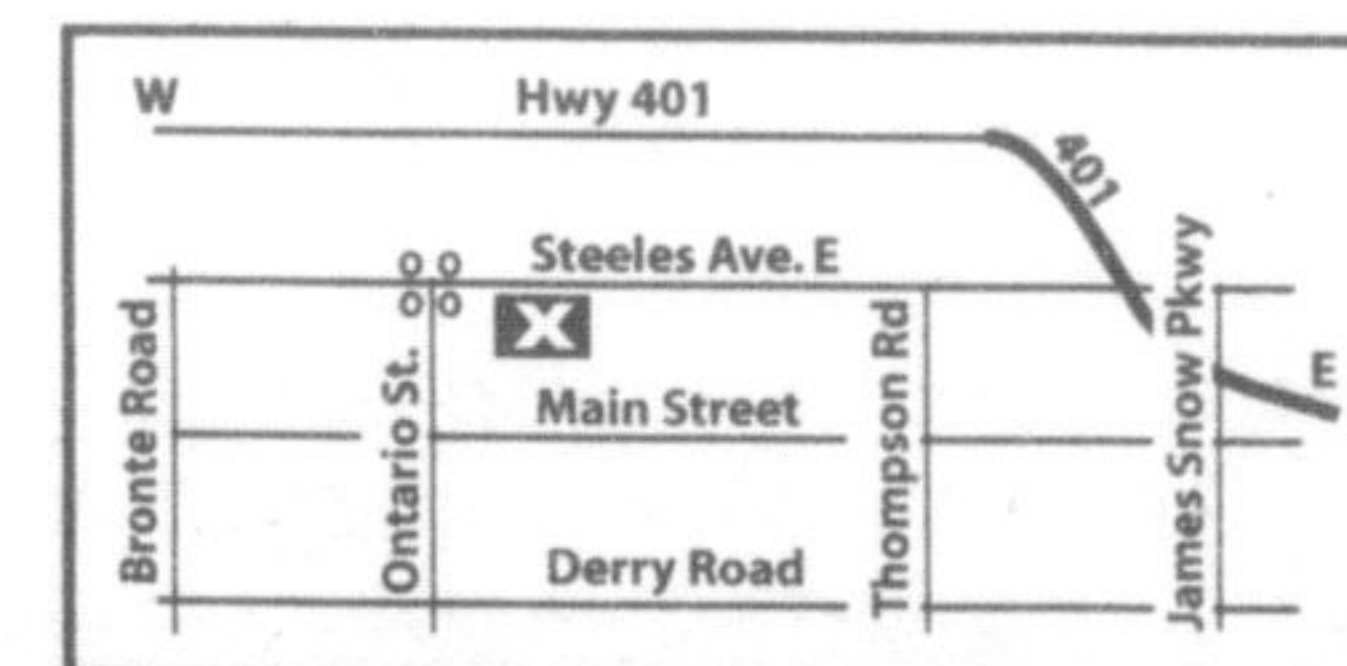 W Hwy 401
401
Steeles Ave. E
X
E
Main Street
Derry Road
Bronte Road
Ontario St.
Thompson Rd
James Snow Pkwy